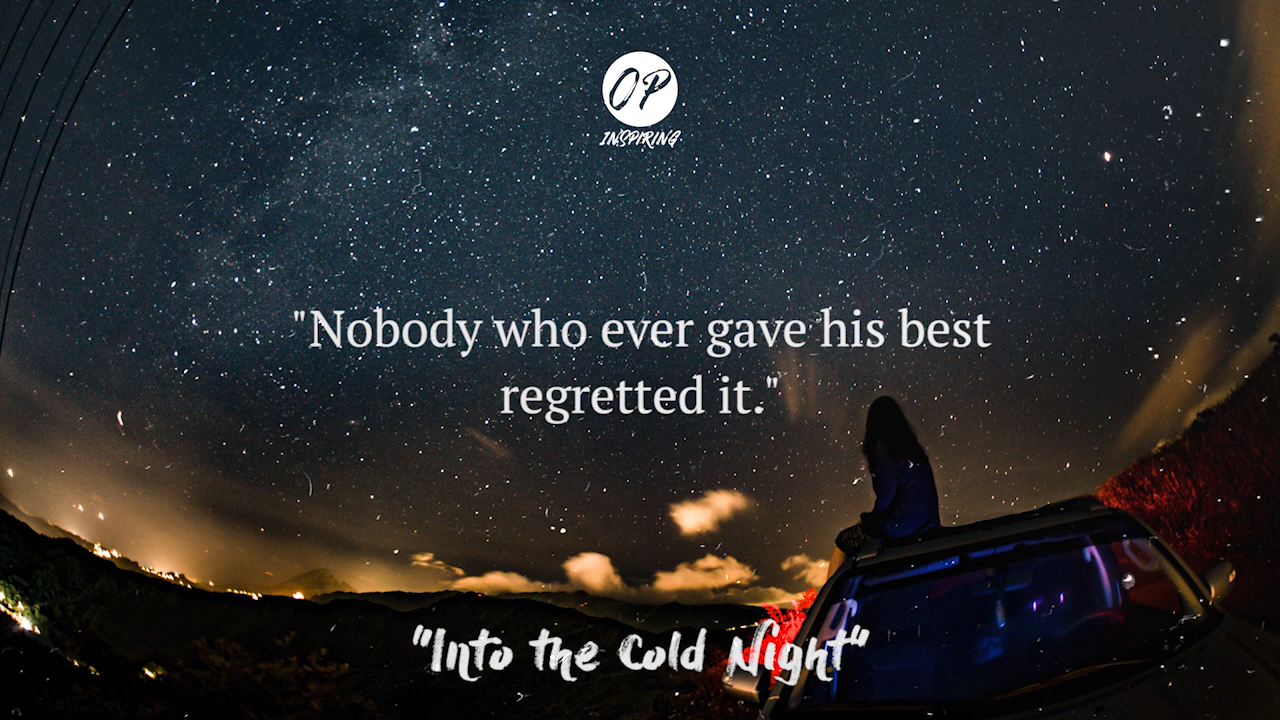 OP
INSPIRING
"Nobody who ever gave his best
regretted it."
"Into the Cold Night"